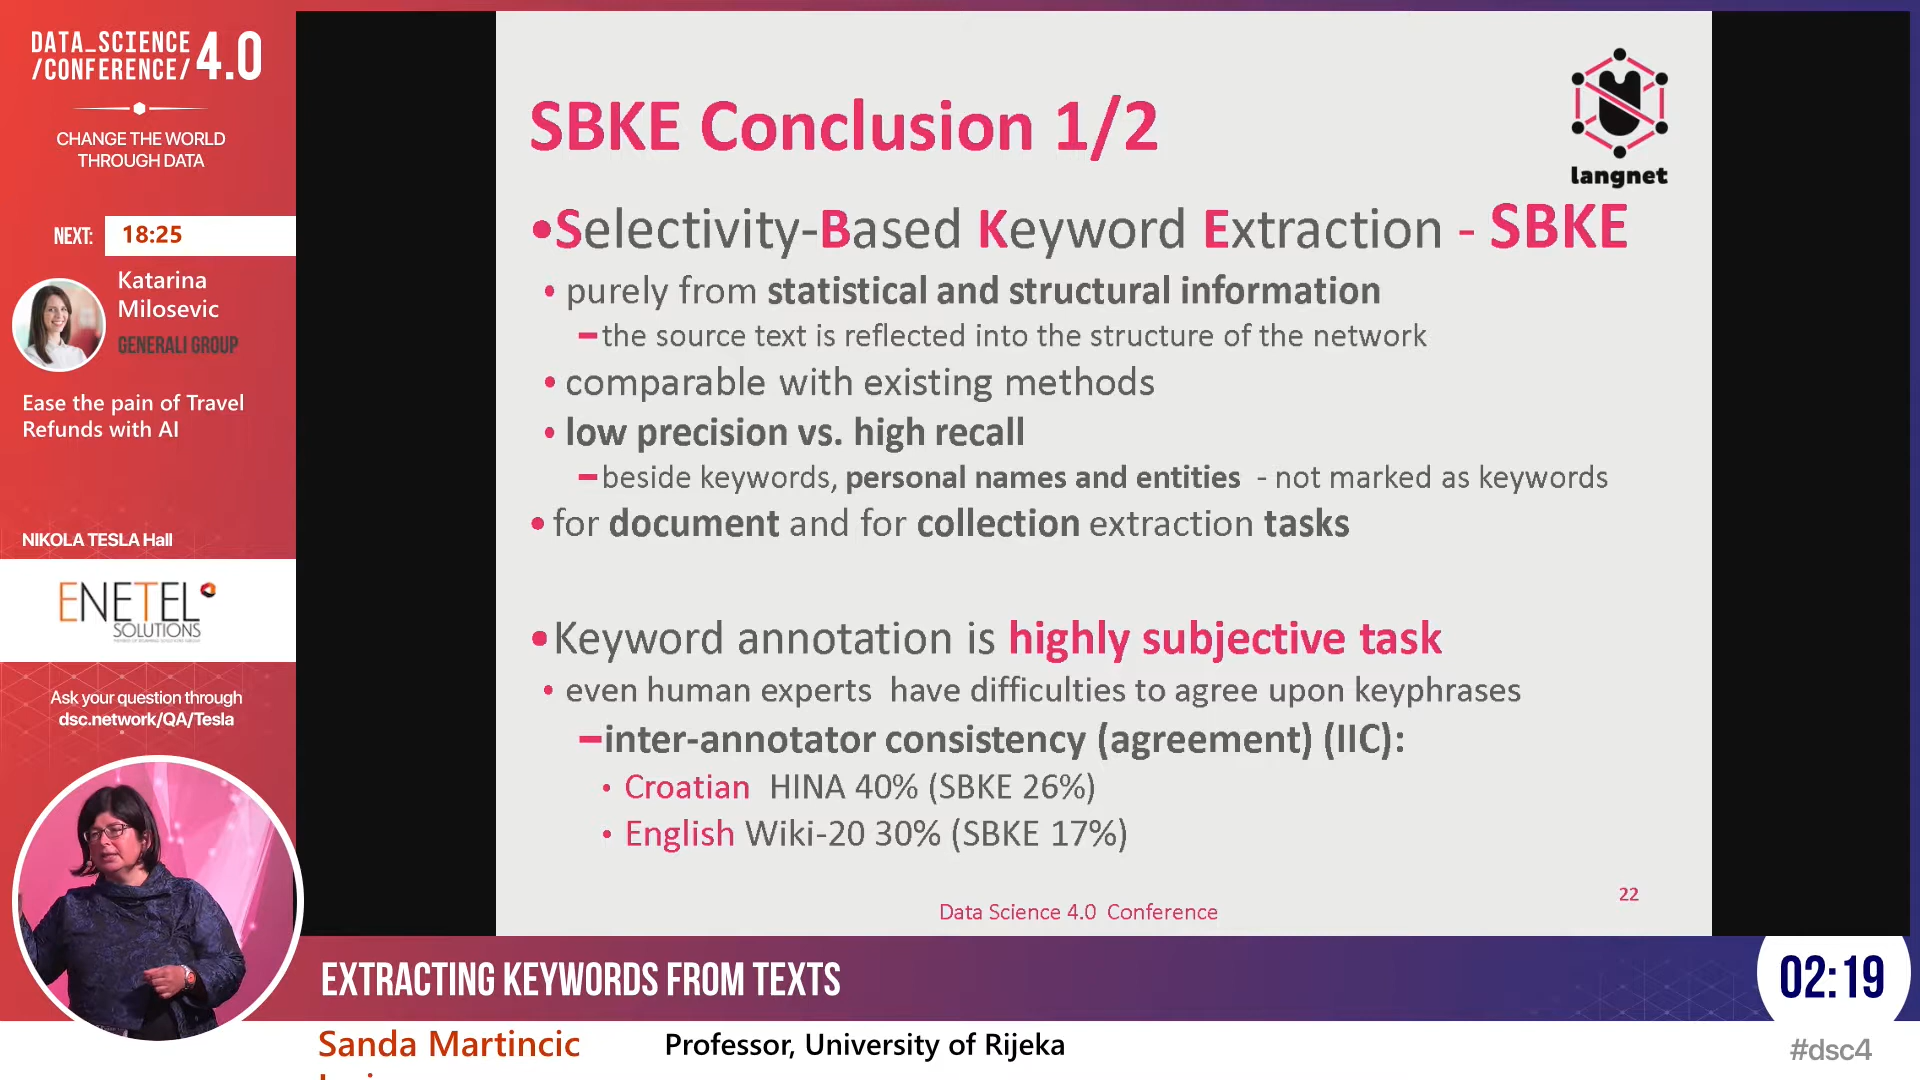 DATA_SCIENCE
/CONFERENCE/ 4.0
CHANGE THE WORLD
THROUGH DATA
NEXT: 18:25
Katarina
Milosevic
GENERALI GROUP
Ease the pain of Travel
Refunds with AI
NIKOLA TESLA Hall
ENETEL
SOLUTIONS
Ask your question through
dsc.network/QA/Tesla
langnet
SBKE Conclusion 1/2
•Selectivity-Based Keyword Extraction - SBKE
• purely from statistical and structural information
–the source text is reflected into the structure of the network
• comparable with existing methods
• low precision vs. high recall
–beside keywords, personal names and entities - not marked as keywords
• for document and for collection extraction tasks
•Keyword annotation is highly subjective task
• even human experts have difficulties to agree upon keyphrases
–inter-annotator consistency (agreement) (IIC):
• Croatian HINA 40% (SBKE 26%)
• English Wiki-20 30% (SBKE 17%)
22
Data Science 4.0 Conference
EXTRACTING KEYWORDS FROM TEXTS
02:19
Sanda Martincic
Professor, University of Rijeka
#dsc4